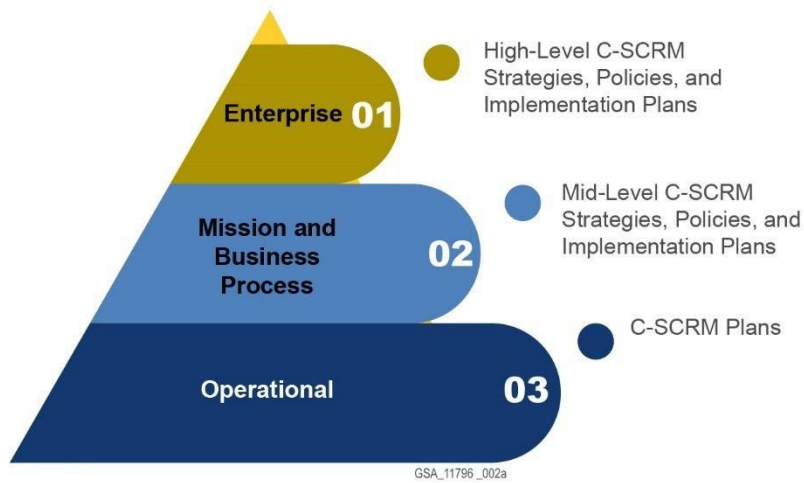 Enterprise 01
High-Level C-SCRM
Strategies, Policies, and
Implementation Plans
Mission and
Business
Process
02
Mid-Level C-SCRM
Strategies, Policies, and
Implementation Plans
Operational 03
C-SCRM Plans
GSA_11796 _002a